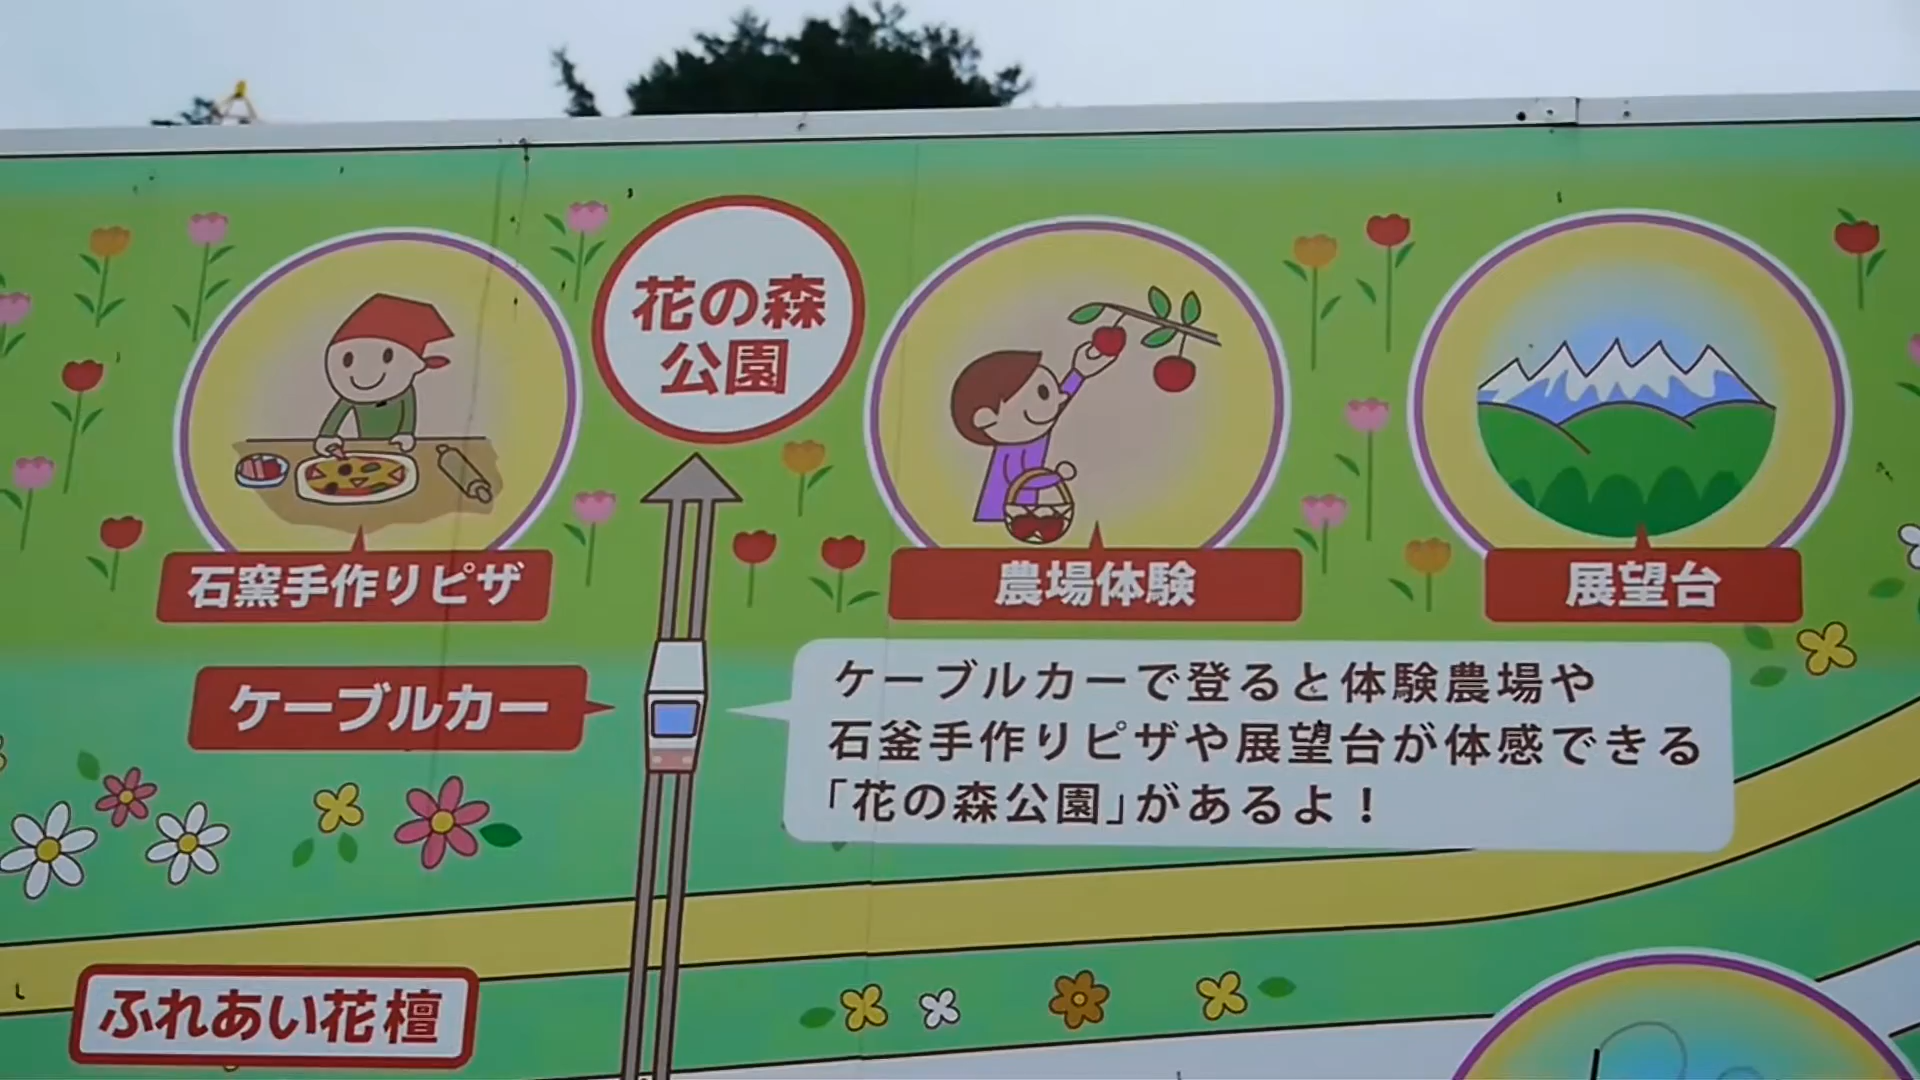 花の森
公園
石窯手作りピザ
農場体験
展望台
ケーブルカー
ケーブルカーで登ると体験農場や
石釜手作りピザや展望台が体感できる
「花の森公園」があるよ！
ふれあい花檀